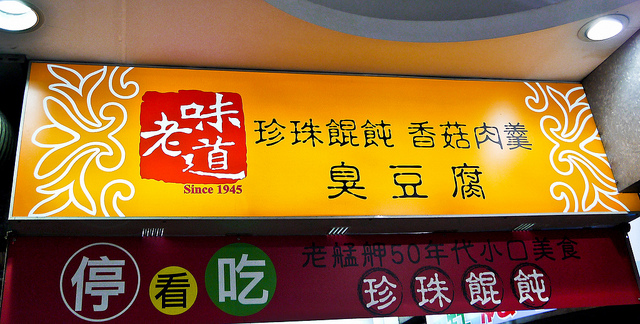 老味道
Since 1945
珍珠餛飩 香菇肉羹
臭豆腐
停看吃
老艋舺50年代小口美食
珍珠餛飩